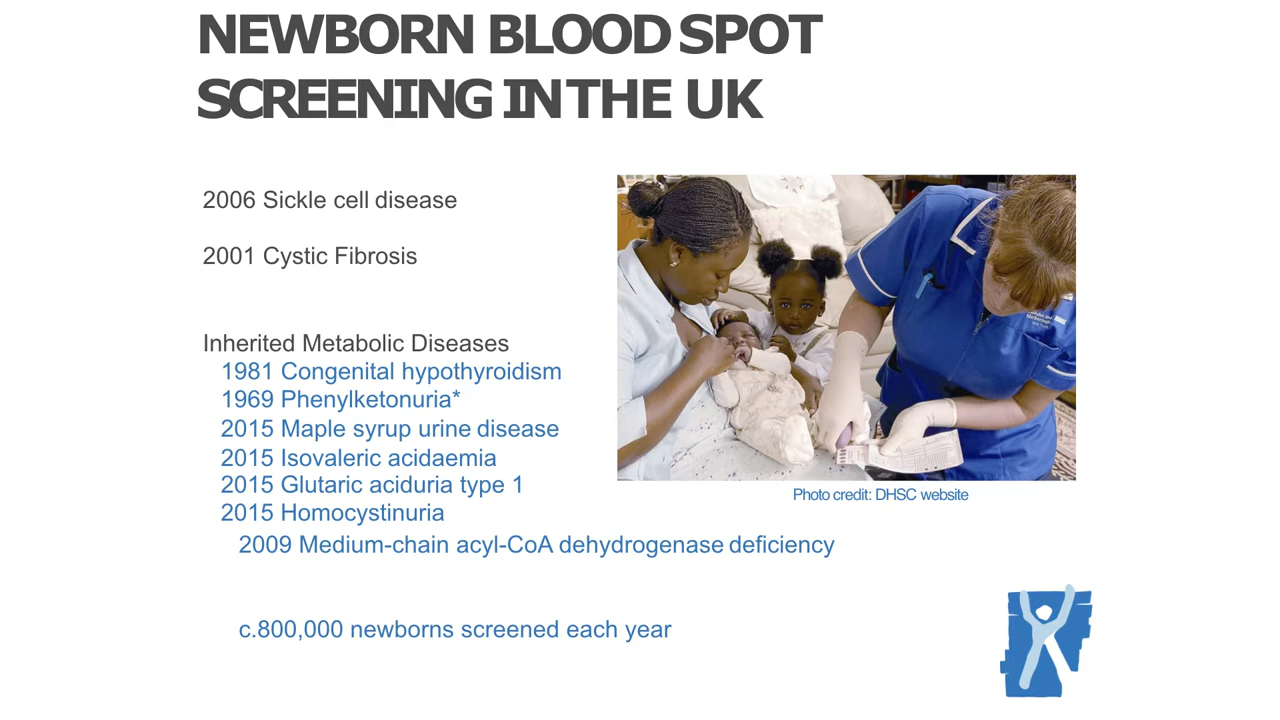 NEWBORN BLOOD SPOT
SCREENING IN THE UK
2006 Sickle cell disease
2001 Cystic Fibrosis
Inherited Metabolic Diseases
1981 Congenital hypothyroidism
1969 Phenylketonuria*
2015 Maple syrup urine disease
2015 Isovaleric acidaemia
2015 Glutaric aciduria type 1
2015 Homocystinuria
2009 Medium-chain acyl-CoA dehydrogenase deficiency
c.800,000 newborns screened each year
Photo credit: DHSC website